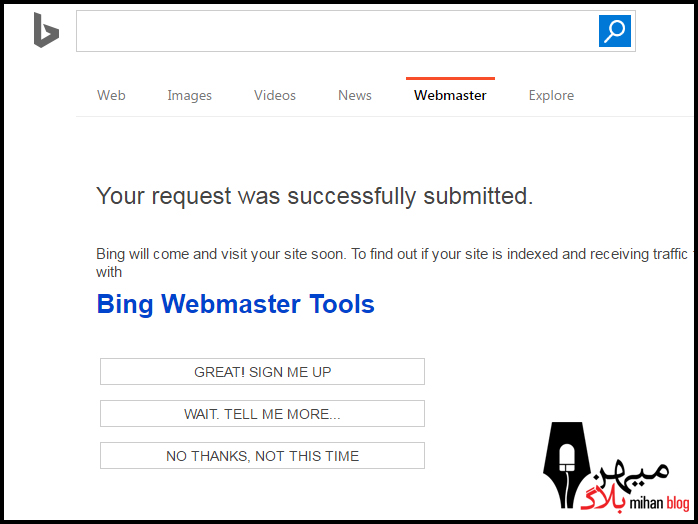 Web Images Videos News Webmaster Explore
Your request was successfully submitted.
Bing will come and visit your site soon. To find out if your site is indexed and receiving traffic
with
Bing Webmaster Tools
GREAT! SIGN ME UP
WAIT. TELL ME MORE...
NO THANKS, NOT THIS TIME
میهن
بلاگ mihan blog